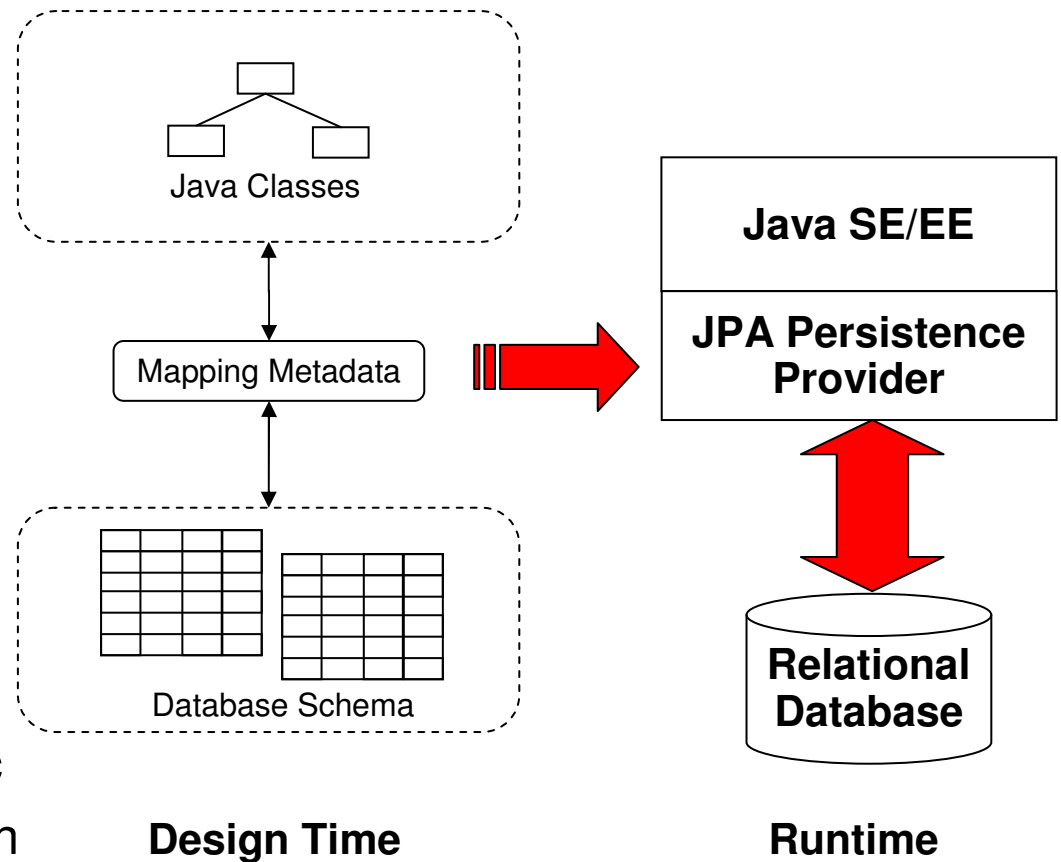 Java Classes
Mapping Metadata
Database Schema
Design Time
Java SE/EE
JPA Persistence
Provider
Relational
Database
Runtime